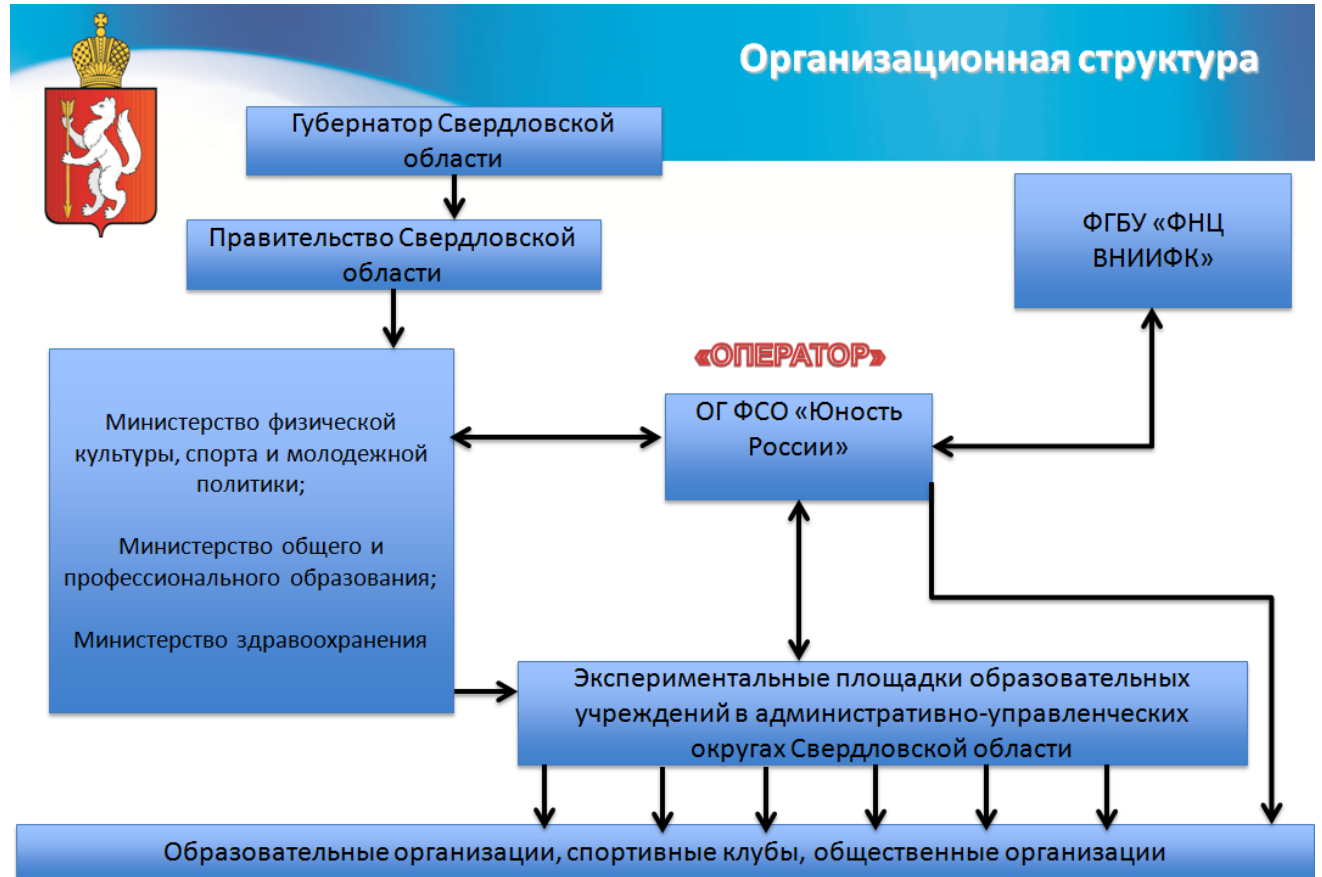 Организационная структура
Губернатор Свердловской
области
Правительство Свердловской
области
ФГБУ «ФНЦ
ВНИИФК»
«ОПЕРАТОР»
ОГ ФСО «Юность
России»
Министерство физической
культуры, спорта и молодежной
политики;
Министерство общего и
профессионального образования;
Министерство здравоохранения
Экспериментальные площадки образовательных
учреждений в административно-управленческих
округах Свердловской области
Образовательные организации, спортивные клубы, общественные организации